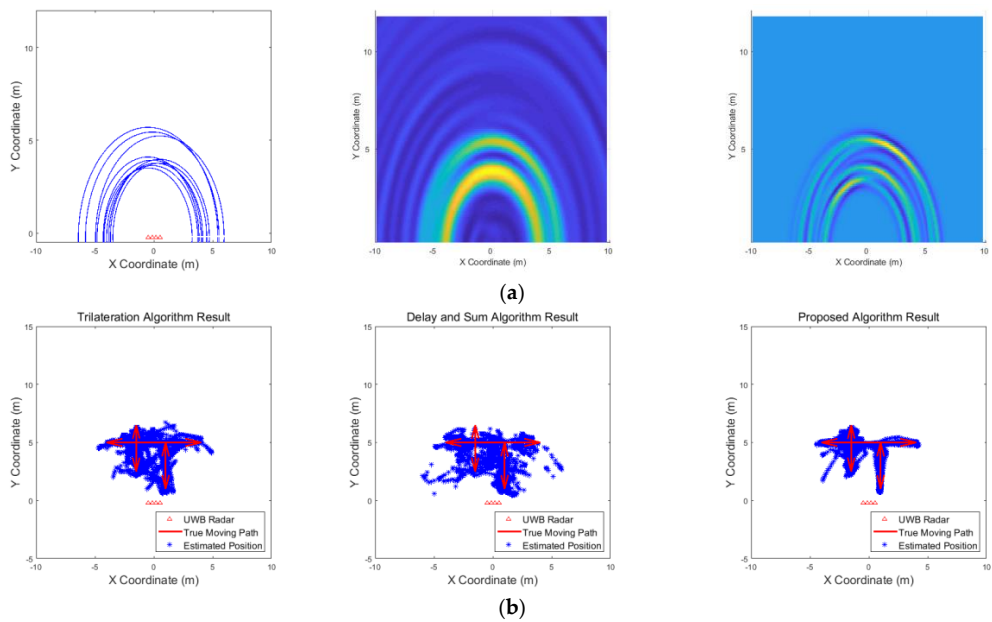 10
5
0
Y Coordinate (m)
-10
-5
0
5
10
X Coordinate (m)
10
5
Y Coordinate (m)
-10
-5
0
5
10
X Coordinate (m)
10
5
Y Coordinate (m)
-10
-5
0
5
10
X Coordinate (m)
(a)
Trilateration Algorithm Result
15
10
5
0
-5
Y Coordinate (m)
UWB Radar
True Moving Path
Estimated Position
-10
-5
0
5
10
X Coordinate (m)
Delay and Sum Algorithm Result
15
10
5
0
-5
Y Coordinate (m)
UWB Radar
True Moving Path
Estimated Position
-10
-5
0
5
10
X Coordinate (m)
Proposed Algorithm Result
15
10
5
0
-5
Y Coordinate (m)
UWB Radar
True Moving Path
Estimated Position
-10
-5
0
5
10
X Coordinate (m)
(b)